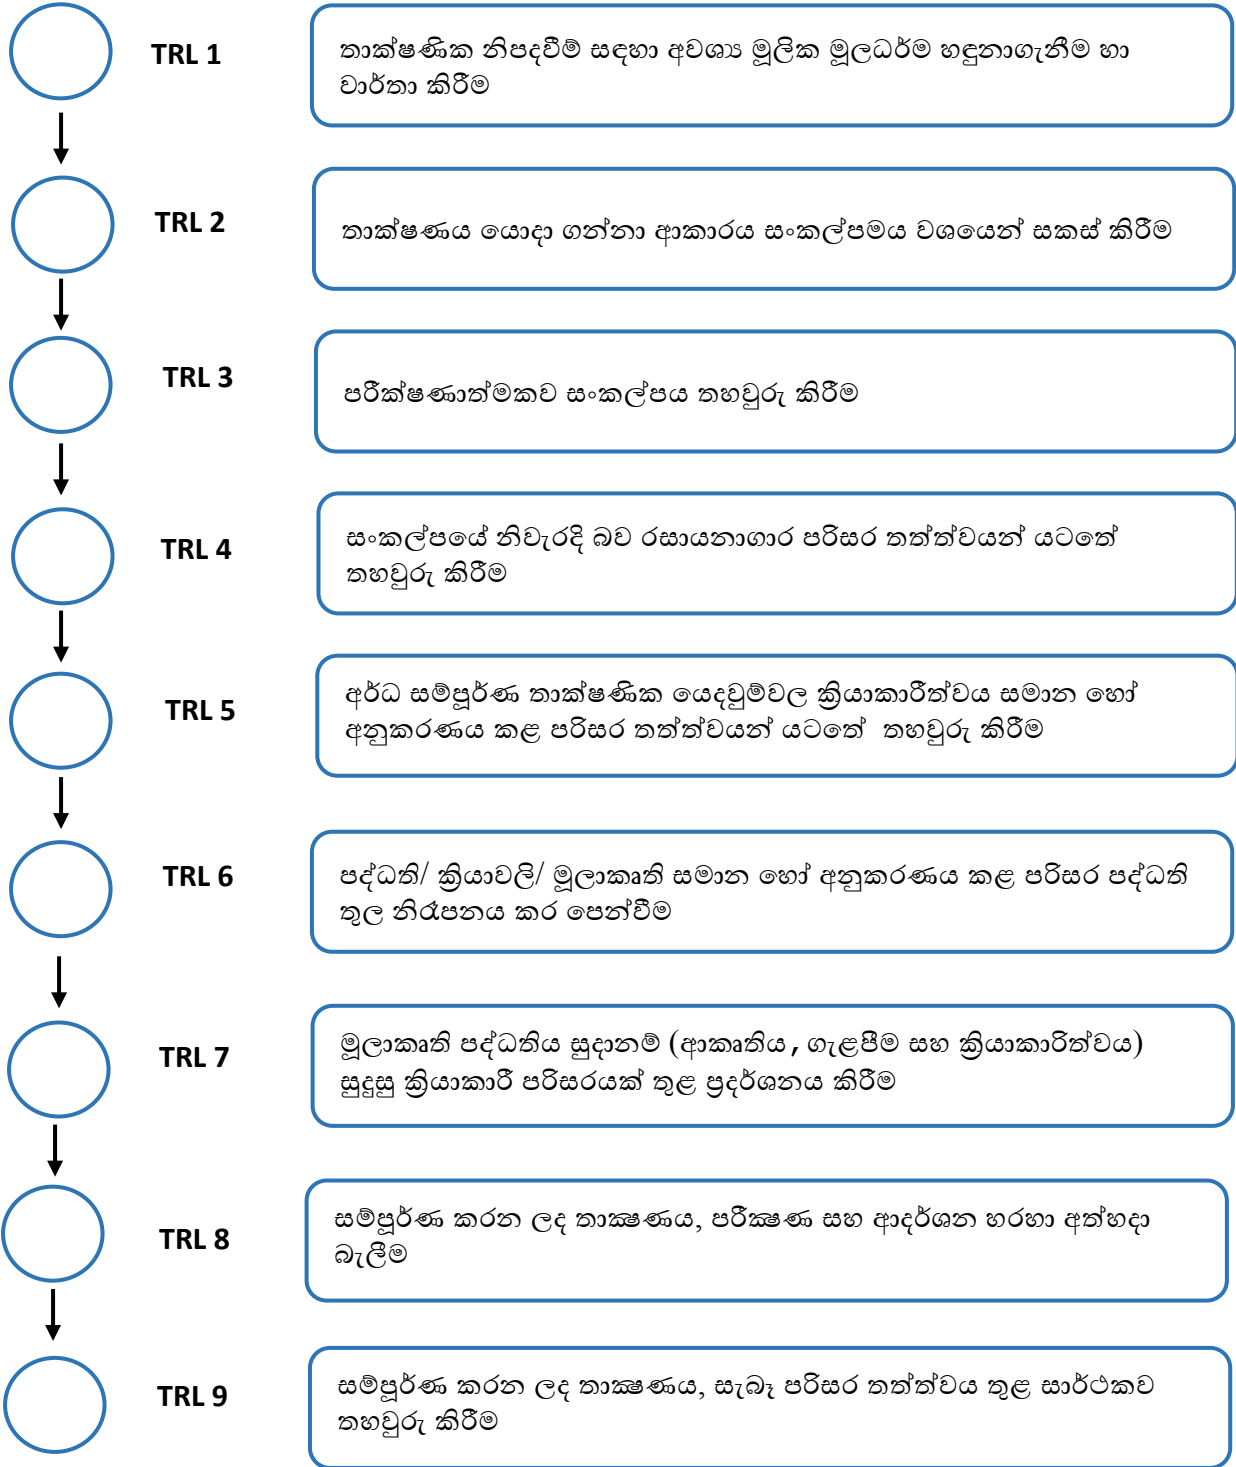 TRL 1
තාක්ෂණික නිපදවීම් සඳහා අවශ්‍ය මූලික මූලධර්ම හඳුනාගැනීම හා
වාර්තා කිරීම
TRL 2
තාක්ෂණය යොදා ගන්නා ආකාරය සංකල්පමය වශයෙන් සකස් කිරීම
TRL 3
පරීක්ෂණාත්මකව සංකල්පය තහවුරු කිරීම
TRL 4
සංකල්පයේ නිවැරදි බව රසායනාගාර පරිසර තත්ත්වයන් යටතේ
තහවුරු කිරීම
TRL 5
අර්ධ සම්පූර්ණ තාක්ෂණික යෙදවුම්වල ක්‍රියාකාරීත්වය සමාන හෝ
අනුකරණය කළ පරිසර තත්ත්වයන් යටතේ තහවුරු කිරීම
TRL 6
පද්ධති/ ක්‍රියාවලි/ මූලාකෘති සමාන හෝ අනුකරණය කළ පරිසර පද්ධති
තුල නිරෑපනය කර පෙන්වීම
TRL 7
මූලාකෘති පද්ධතිය සූදානම් (ආකෘතිය, ගැළපීම සහ ක්‍රියාකාරිත්වය)
සුදුසු ක්‍රියාකාරී පරිසරයක් තුළ ප්‍රදර්ශනය කිරීම
TRL 8
සම්පූර්ණ කරන ලද තාක්‍ෂණය, පරීක්‍ෂණ සහ ආදර්ශන හරහා අත්හදා
බැලීම
TRL 9
සම්පූර්ණ කරන ලද තාක්‍ෂණය, සැබෑ පරිසර තත්ත්වය තුළ සාර්ථකව
තහවුරු කිරීම